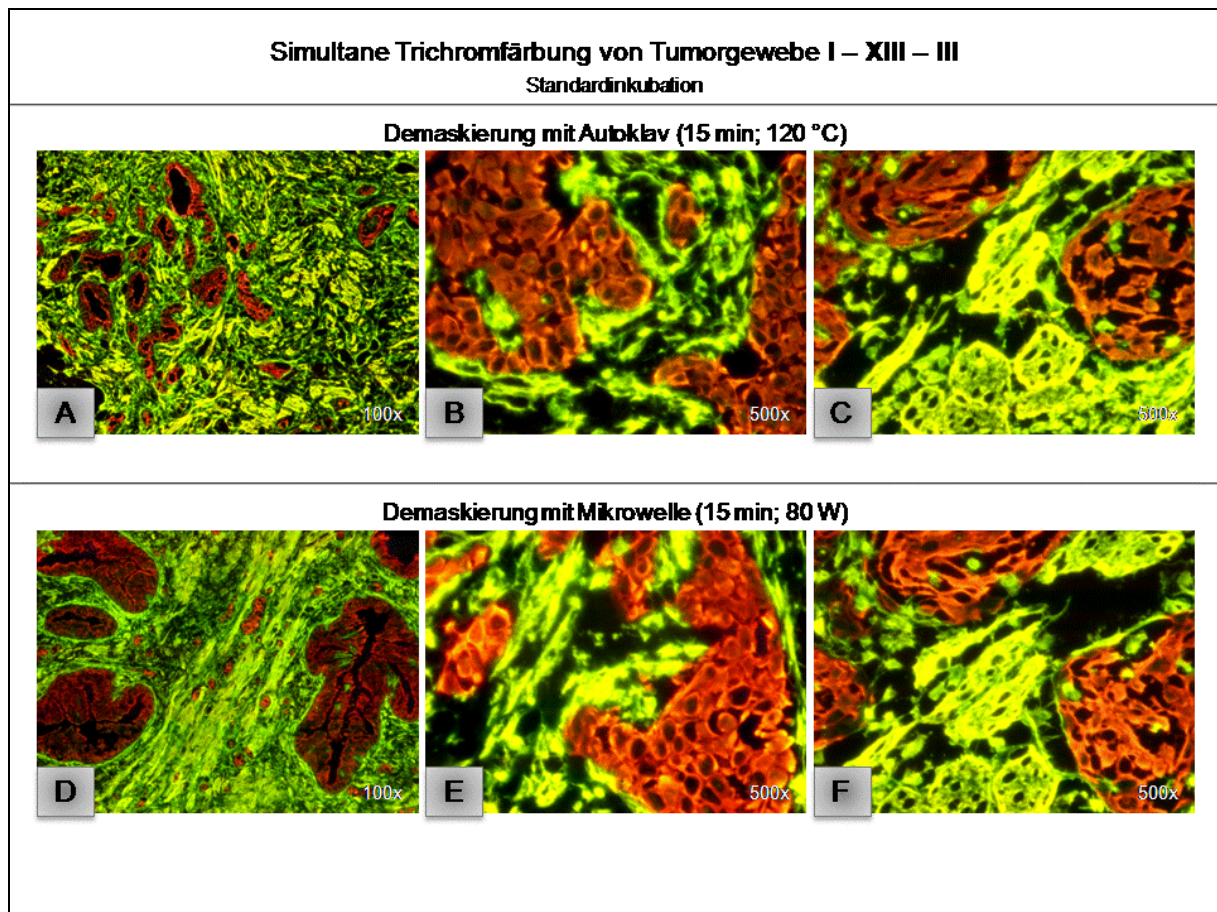 Simultane Trichromfärbung von Tumorgewebe I – XIII – III
Standardinkubation
Demaskierung mit Autoklav (15 min; 120 °C)
A
100x
B
500x
C
500x
Demaskierung mit Mikrowelle (15 min; 80 W)
D
100x
E
500x
F
500x